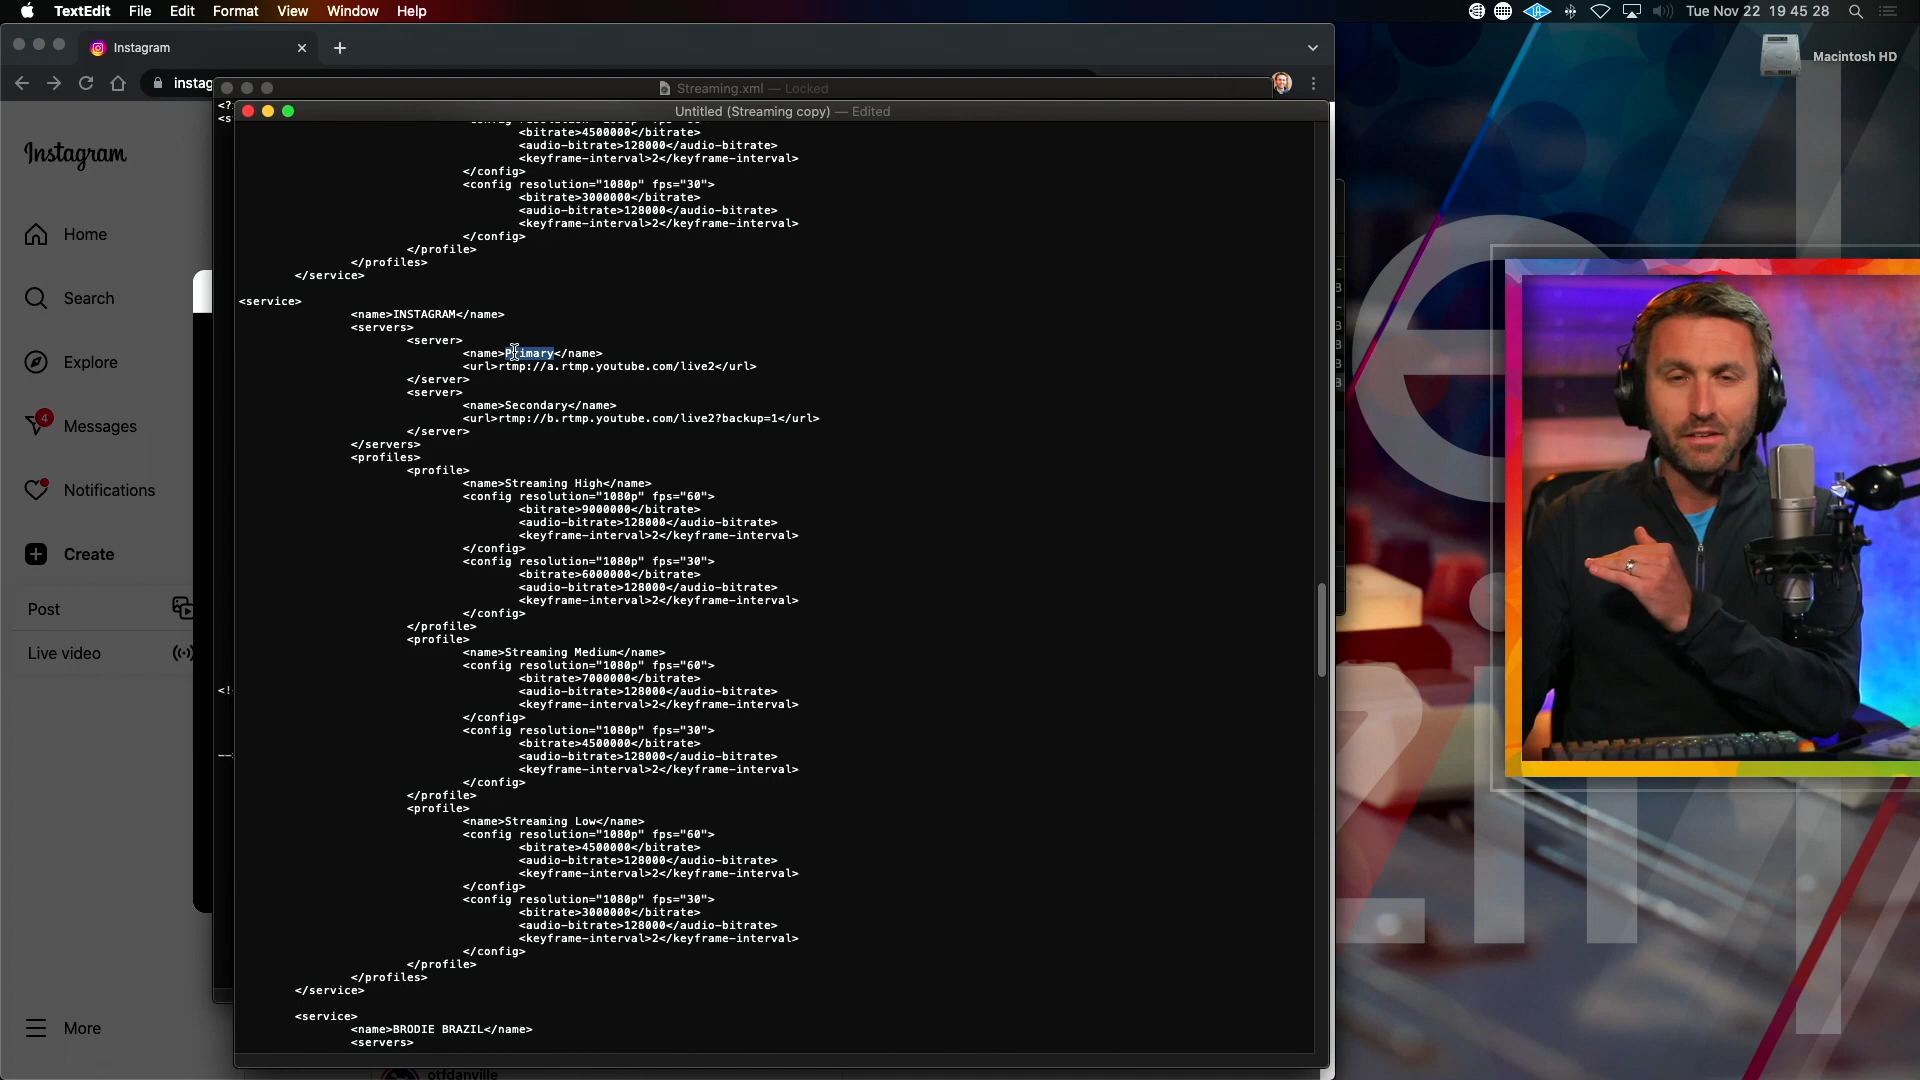 TextEdit File Edit Format View Window Help
Tue Nov 22 19 45 28
Instagram
Macintosh HD
instag
Streaming.xml — Locked
Untitled (Streaming copy) — Edited
<bitrate>4500000</bitrate>
<audio-bitrate>128000</audio-bitrate>
<keyframe-interval>2</keyframe-interval>
</config>
<config resolution="1080p" fps="30">
<bitrate>3000000</bitrate>
<audio-bitrate>128000</audio-bitrate>
<keyframe-interval>2</keyframe-interval>
</config>
</profile>
</profiles>
</service>
<service>
<name>INSTAGRAM</name>
<servers>
<server>
<name>Primary</name>
<url>rtmp://a.rtmp.youtube.com/live2</url>
</server>
<server>
<name>Secondary</name>
<url>rtmp://b.rtmp.youtube.com/live2?backup=1</url>
</server>
</servers>
<profiles>
<profile>
<name>Streaming High</name>
<config resolution="1080p" fps="60">
<bitrate>9000000</bitrate>
<audio-bitrate>128000</audio-bitrate>
<keyframe-interval>2</keyframe-interval>
</config>
<config resolution="1080p" fps="30">
<bitrate>6000000</bitrate>
<audio-bitrate>128000</audio-bitrate>
<keyframe-interval>2</keyframe-interval>
</config>
</profile>
<profile>
<name>Streaming Medium</name>
<config resolution="1080p" fps="60">
<bitrate>7000000</bitrate>
<audio-bitrate>128000</audio-bitrate>
<keyframe-interval>2</keyframe-interval>
</config>
<config resolution="1080p" fps="30">
<bitrate>4500000</bitrate>
<audio-bitrate>128000</audio-bitrate>
<keyframe-interval>2</keyframe-interval>
</config>
</profile>
<profile>
<name>Streaming Low</name>
<config resolution="1080p" fps="60">
<bitrate>4500000</bitrate>
<audio-bitrate>128000</audio-bitrate>
<keyframe-interval>2</keyframe-interval>
</config>
<config resolution="1080p" fps="30">
<bitrate>3000000</bitrate>
<audio-bitrate>128000</audio-bitrate>
<keyframe-interval>2</keyframe-interval>
</config>
</profile>
</profiles>
</service>
<service>
<name>BRODIE BRAZIL</name>
<servers>
Instagram
Home
Search
Explore
4
Messages
Notifications
Create
Post
Live video
More
otfdanville